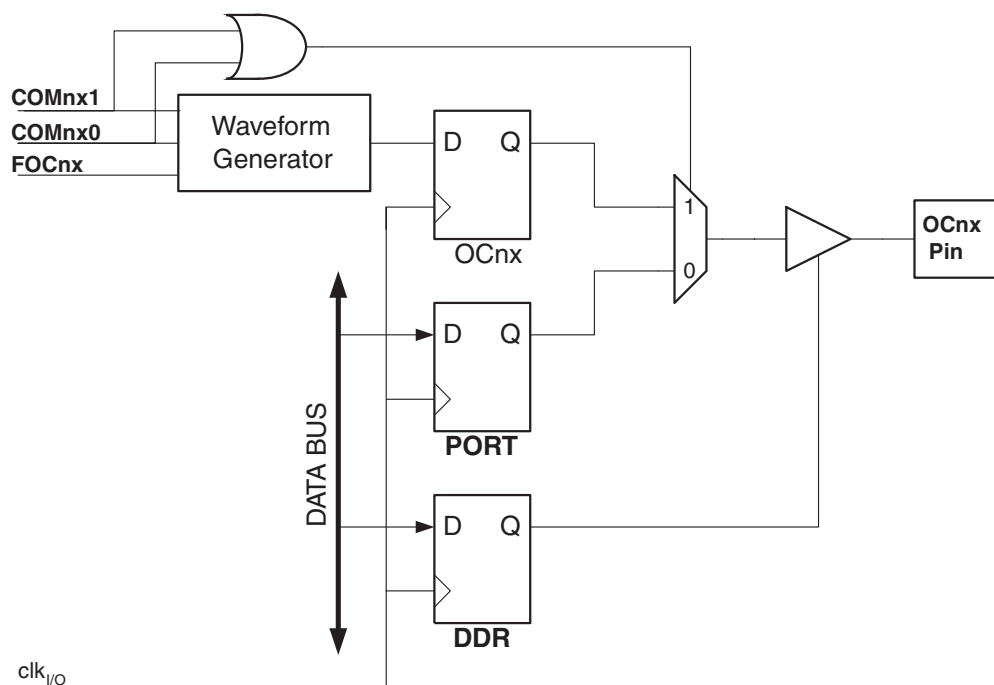 COMnx1
COMnx0
FOCnx
Waveform
Generator
D Q
OCnx
1
0
OCnx
Pin
D Q
PORT
DATA BUS
D Q
DDR
clkI/O